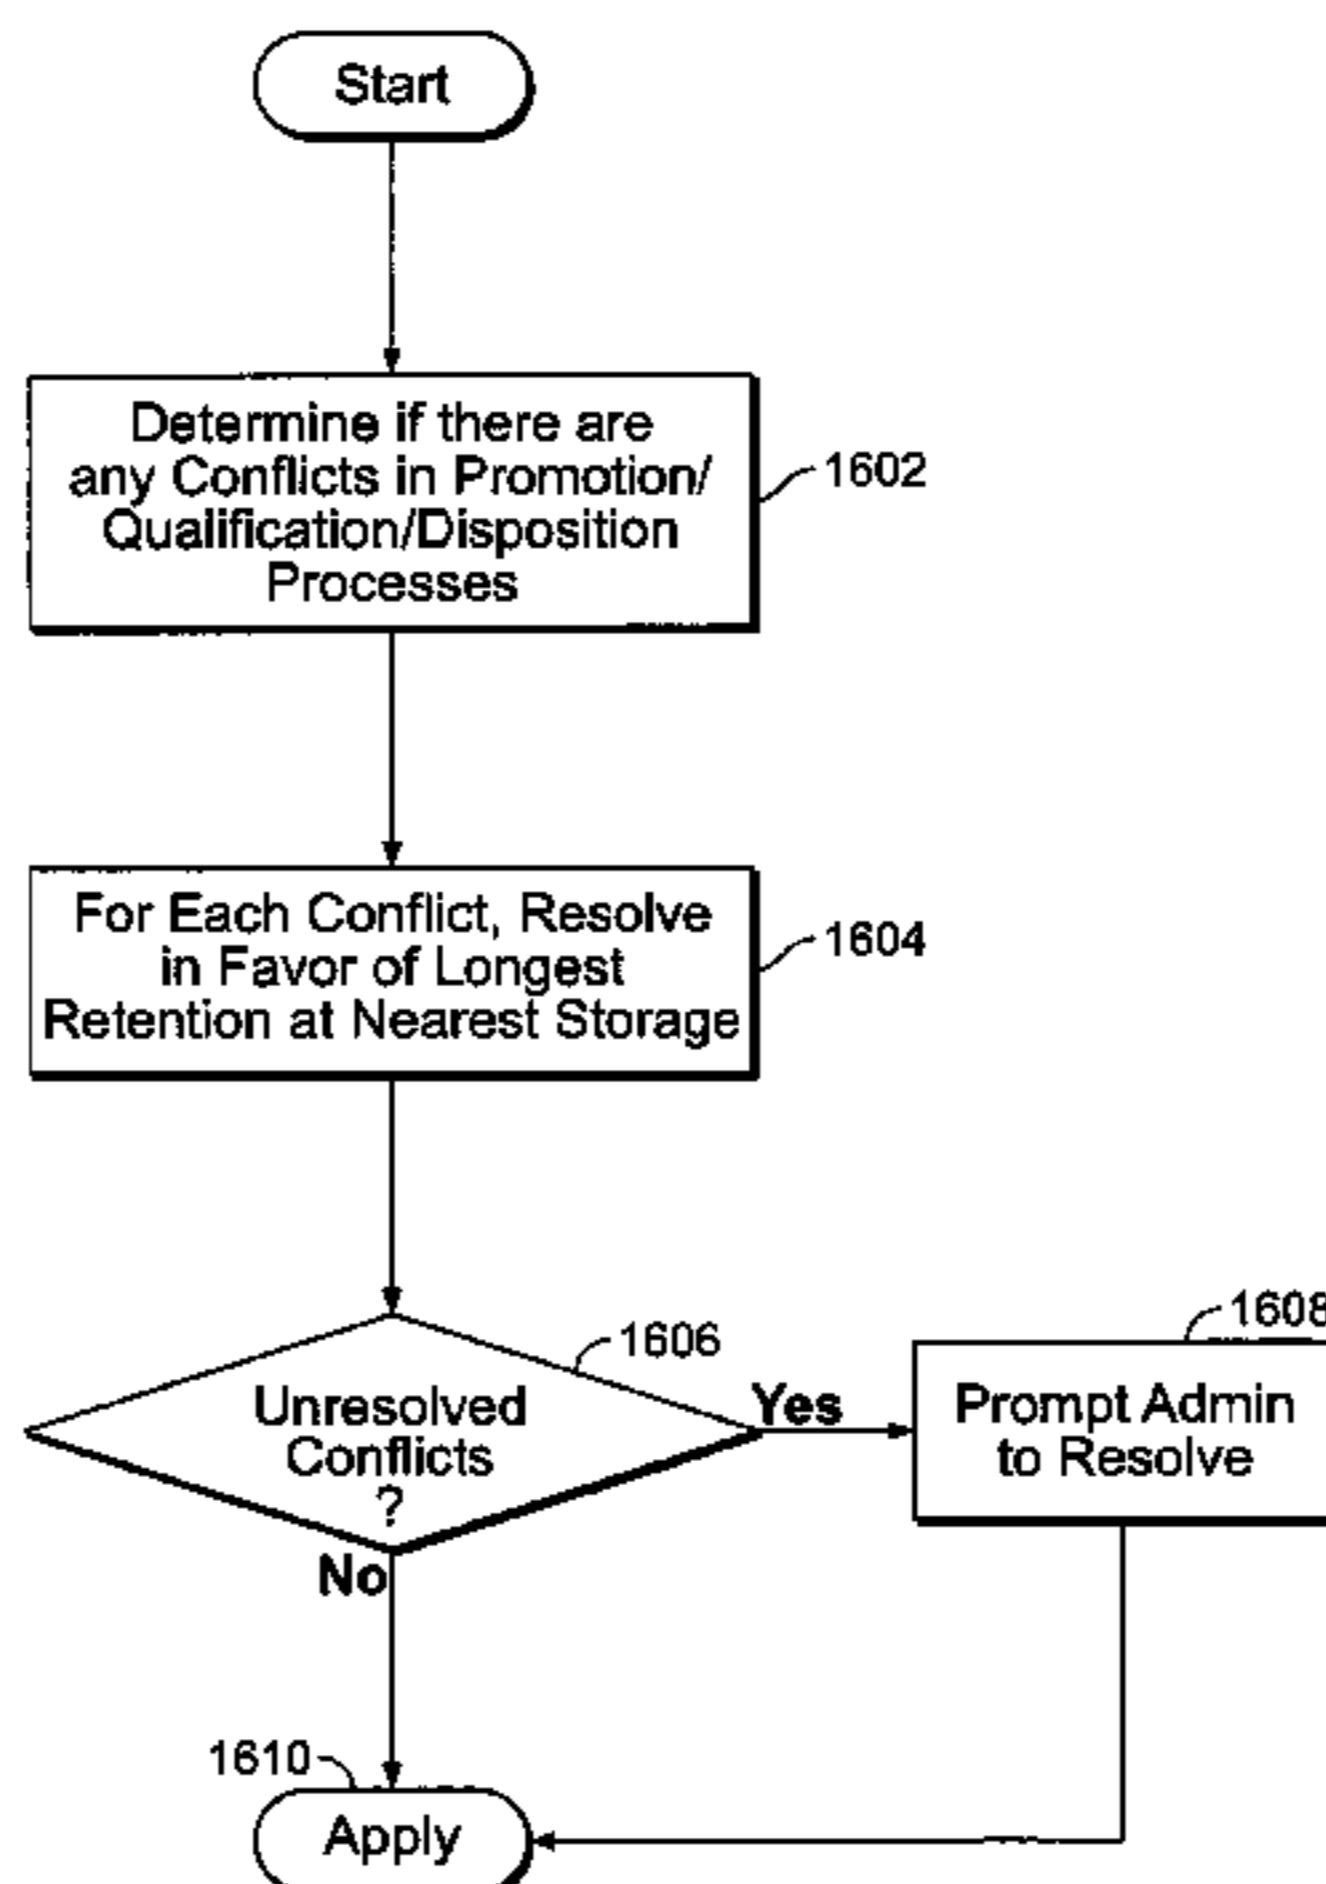 Start
Determine if there are
any Conflicts in Promotion/
Qualification/Disposition
Processes
1602
For Each Conflict, Resolve
in Favor of Longest
Retention at Nearest Storage
1604
Unresolved
Conflicts
?
1606
Yes
No
1608
Prompt Admin
to Resolve
1610
Apply